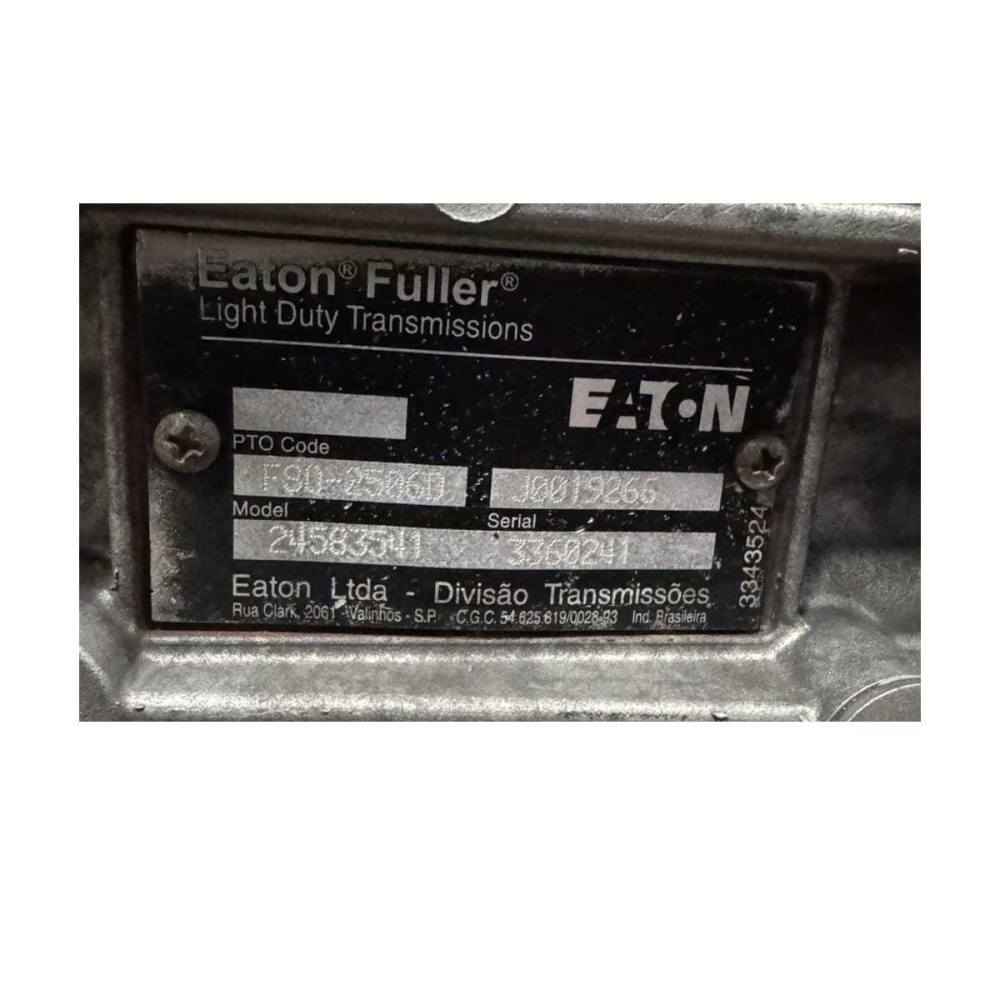 Eaton® Fuller®
Light Duty Transmissions
EATON
PTO Code
FSO-2506D J0019266
Model Serial
24583541 3360241
Eaton Ltda - Divisão Transmissões
Rua Clark, 2061 - Valinhos - S.P. C.G.C. 54.625.819/0028-93 Ind. Brasileira
3343524